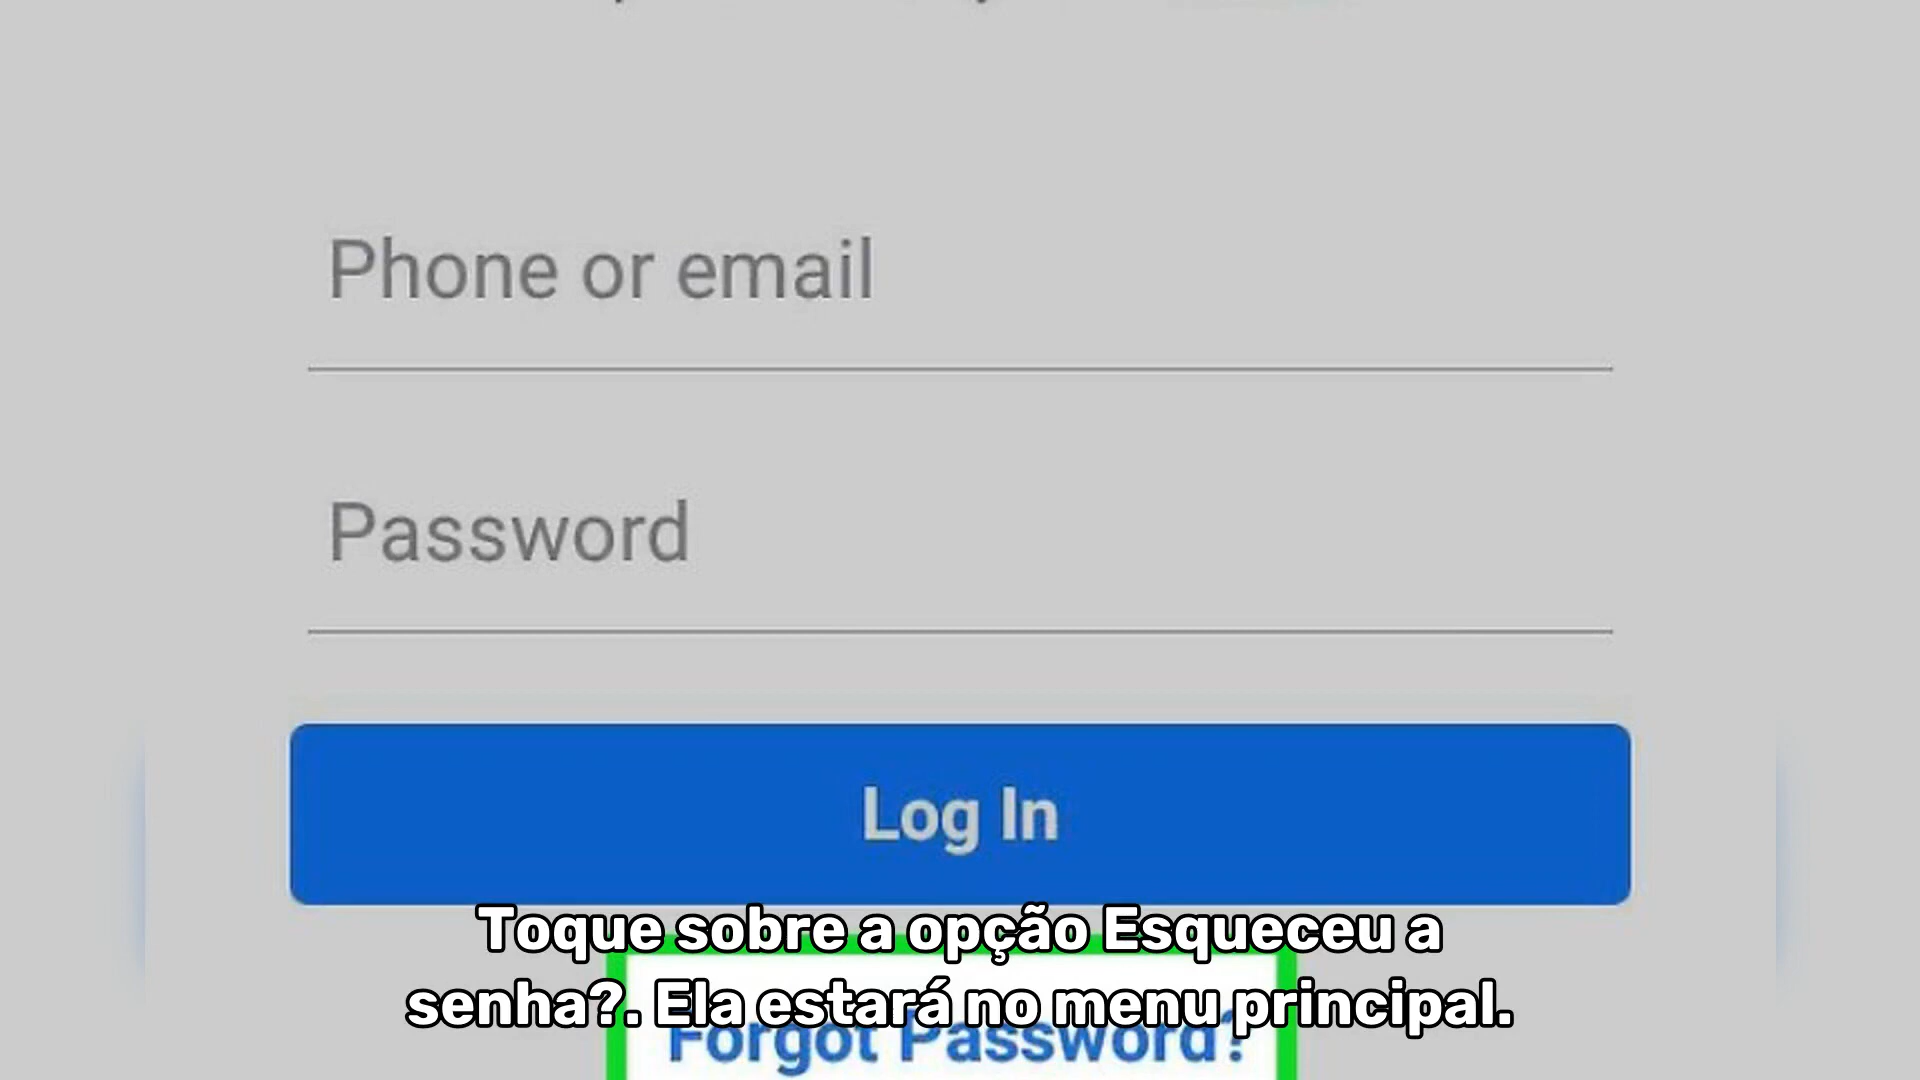 Phone or email
Password
Log In
Toque sobre a opção Esqueceu a
senha?. Ela estará no menu principal.
Forgot Password?